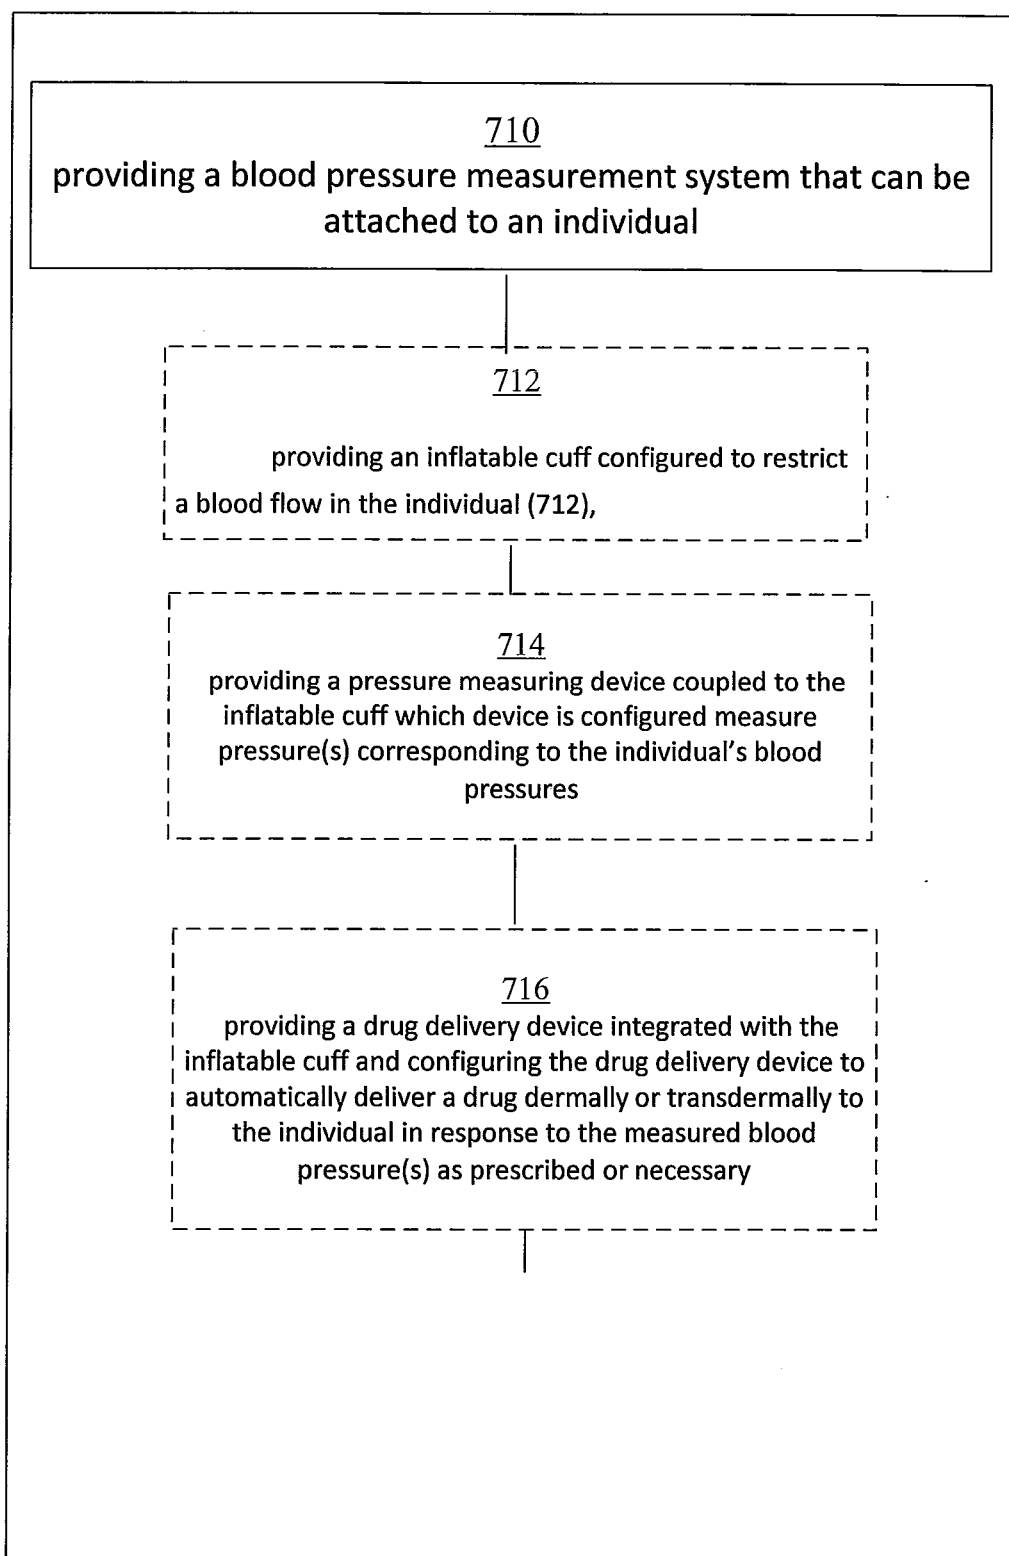 710
providing a blood pressure measurement system that can be
attached to an individual
712
providing an inflatable cuff configured to restrict
a blood flow in the individual (712),
714
providing a pressure measuring device coupled to the
inflatable cuff which device is configured measure
pressure(s) corresponding to the individual's blood
pressures
716
providing a drug delivery device integrated with the
inflatable cuff and configuring the drug delivery device to
automatically deliver a drug dermally or transdermally to
the individual in response to the measured blood
pressure(s) as prescribed or necessary